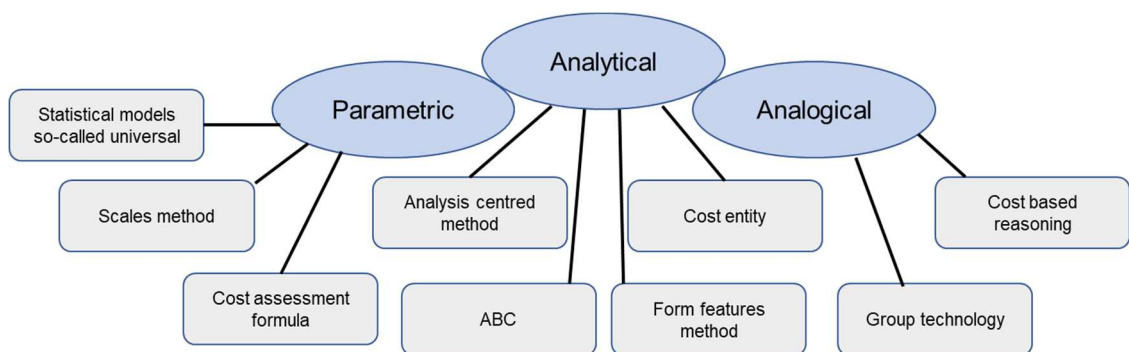 Analytical
Parametric
Analogical
Statistical models
so-called universal
Scales method
Analysis centred
method
Cost entity
Cost based
reasoning
Cost assessment
formula
ABC
Form features
method
Group technology